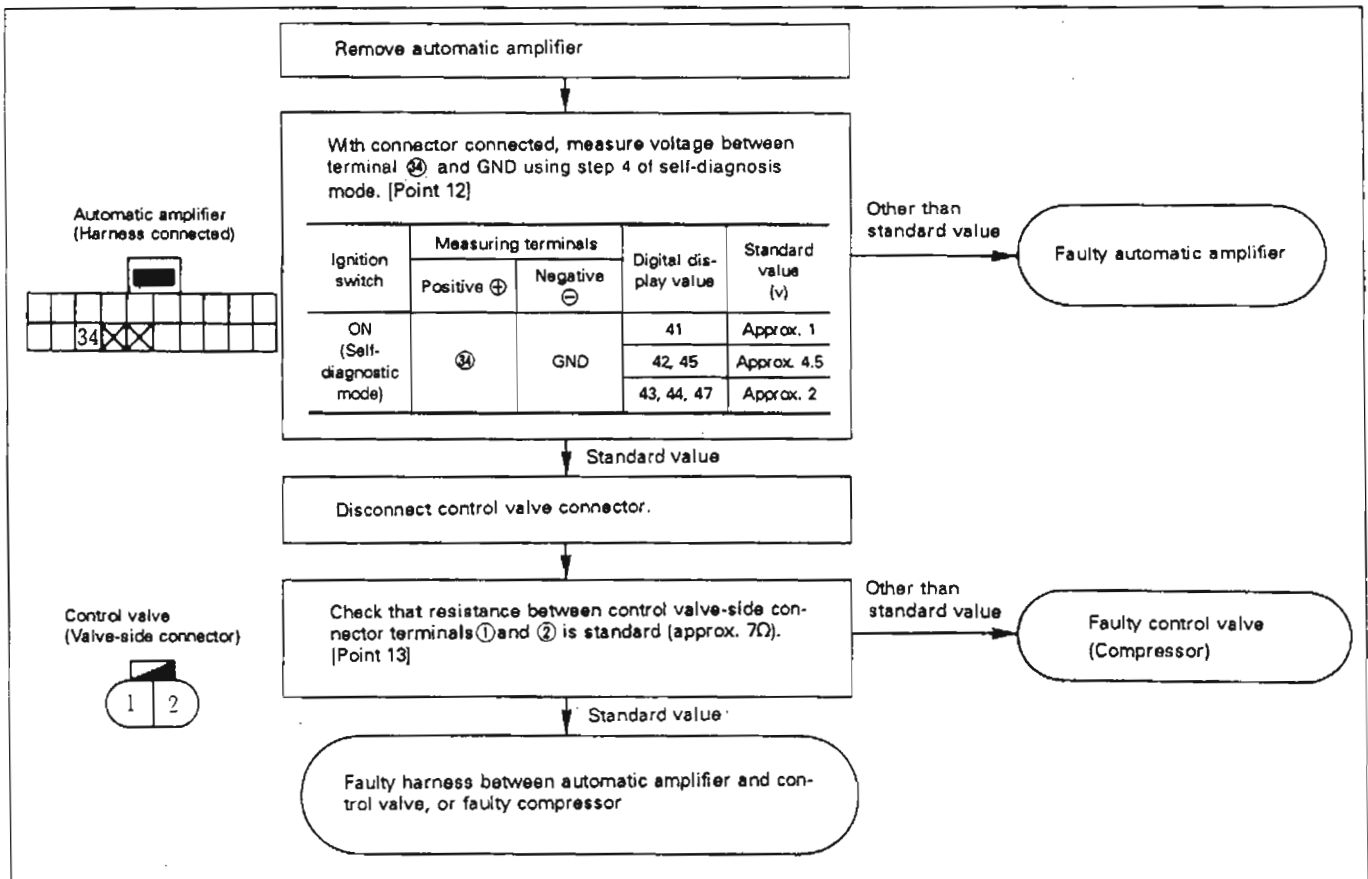 Remove automatic amplifier
With connector connected, measure voltage between
terminal ㉞ and GND using step 4 of self-diagnosis
mode. [Point 12]
Automatic amplifier
(Harness connected)
34
Ignition
switch
Measuring terminals
Positive ⊕
Negative
⊖
Digital dis-
play value
Standard
value
(v)
ON
(Self-
diagnostic
mode)
㉞
GND
41
Approx. 1
42, 45
Approx. 4.5
43, 44, 47
Approx. 2
Other than
standard value
Faulty automatic amplifier
Standard value
Disconnect control valve connector.
Control valve
(Valve-side connector)
1 2
Check that resistance between control valve-side con-
nector terminals ① and ② is standard (approx. 7Ω).
[Point 13]
Other than
standard value
Faulty control valve
(Compressor)
Standard value
Faulty harness between automatic amplifier and con-
trol valve, or faulty compressor